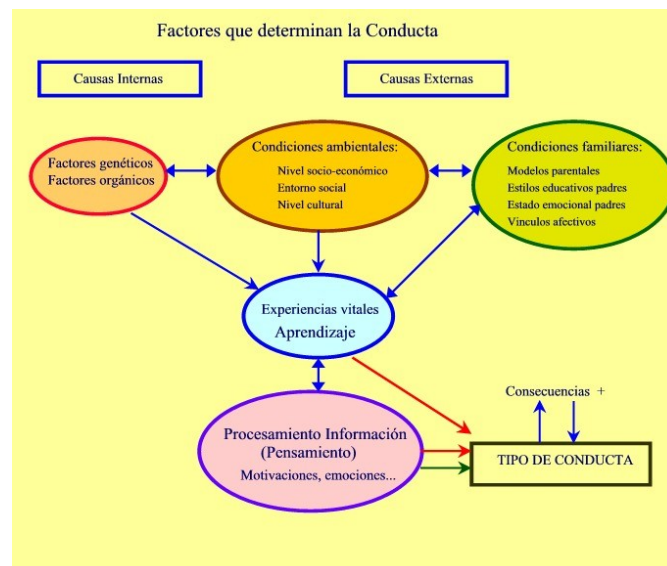 Factores que determinan la Conducta
Causas Internas
Causas Externas
Factores genéticos
Factores orgánicos
Condiciones ambientales:
Nivel socio-económico
Entorno social
Nivel cultural
Condiciones familiares:
Modelos parentales
Estilos educativos padres
Estado emocional padres
Vinculos afectivos
Experiencias vitales
Aprendizaje
Procesamiento Información
(Pensamiento)
Motivaciones, emociones...
Consecuencias +
TIPO DE CONDUCTA